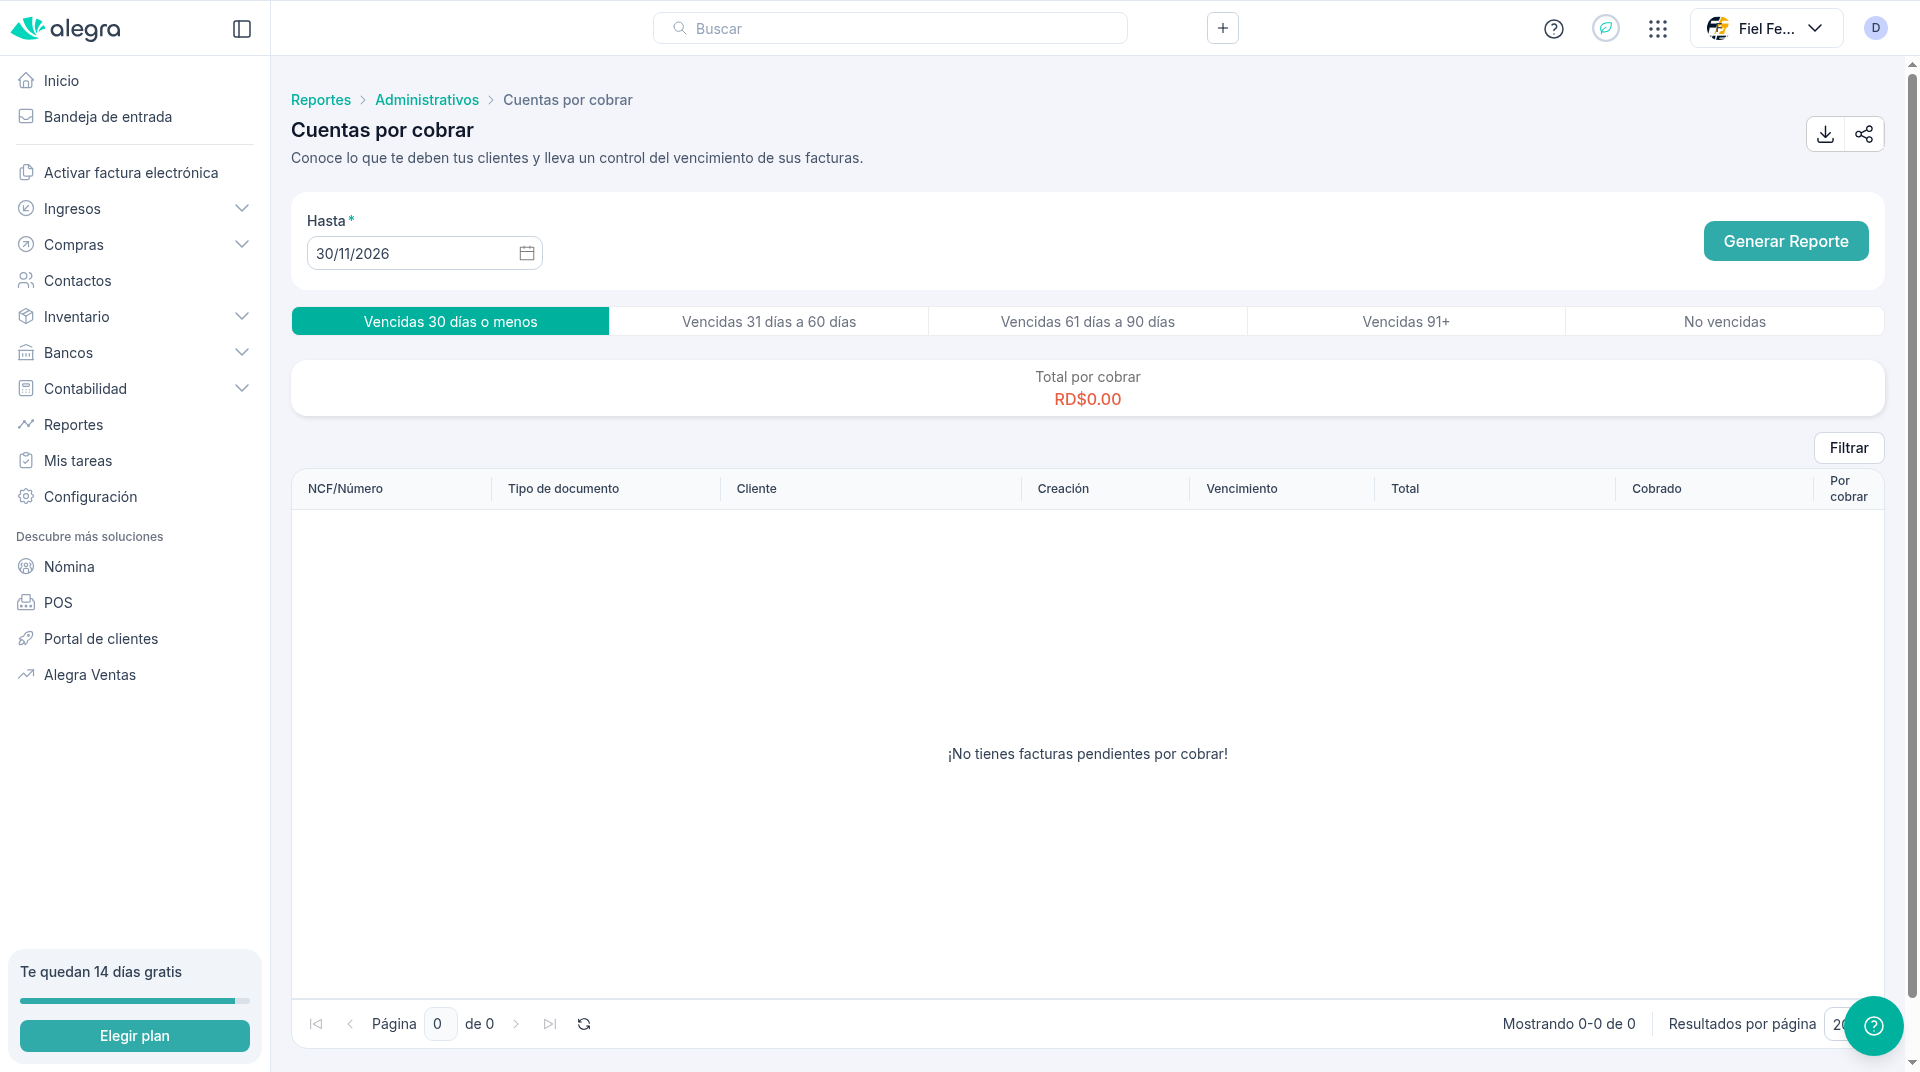 alegra
Buscar
Fiel Fe...
D
Inicio
Bandeja de entrada
Activar factura electrónica
Ingresos
Compras
Contactos
Inventario
Bancos
Contabilidad
Reportes
Mis tareas
Configuración
Descubre más soluciones
Nómina
POS
Portal de clientes
Alegra Ventas
Te quedan 14 días gratis
Elegir plan
Reportes > Administrativos > Cuentas por cobrar
Cuentas por cobrar
Conoce lo que te deben tus clientes y lleva un control del vencimiento de sus facturas.
Hasta *
30/11/2026
Generar Reporte
Vencidas 30 días o menos
Vencidas 31 días a 60 días
Vencidas 61 días a 90 días
Vencidas 91+
No vencidas
Total por cobrar
RD$0.00
Filtrar
NCF/Número
Tipo de documento
Cliente
Creación
Vencimiento
Total
Cobrado
Por
cobrar
¡No tienes facturas pendientes por cobrar!
Página 0 de 0
Mostrando 0-0 de 0
Resultados por página